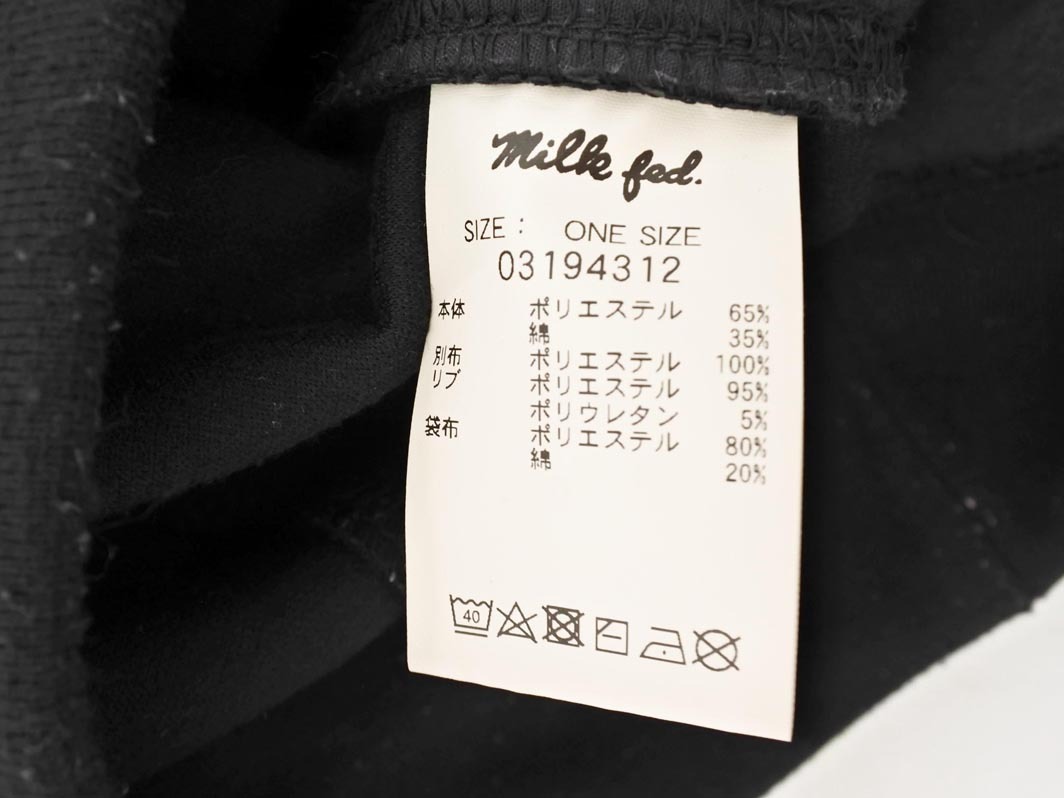 Milk fed.
SIZE : ONE SIZE
03194312
本体 ポリエステル 65%
綿 35%
別布 ポリエステル 100%
リブ ポリエステル 95%
ポリウレタン 5%
袋布 ポリエステル 80%
綿 20%
40